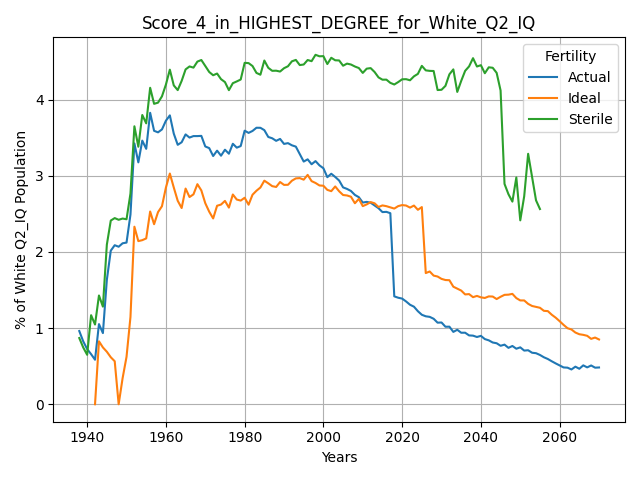 Score_4_in_HIGHEST_DEGREE_for_White_Q2_IQ
Fertility
Actual
Ideal
Sterile
% of White Q2_IQ Population
4
3
2
1
0
1940 1960 1980 2000 2020 2040 2060
Years